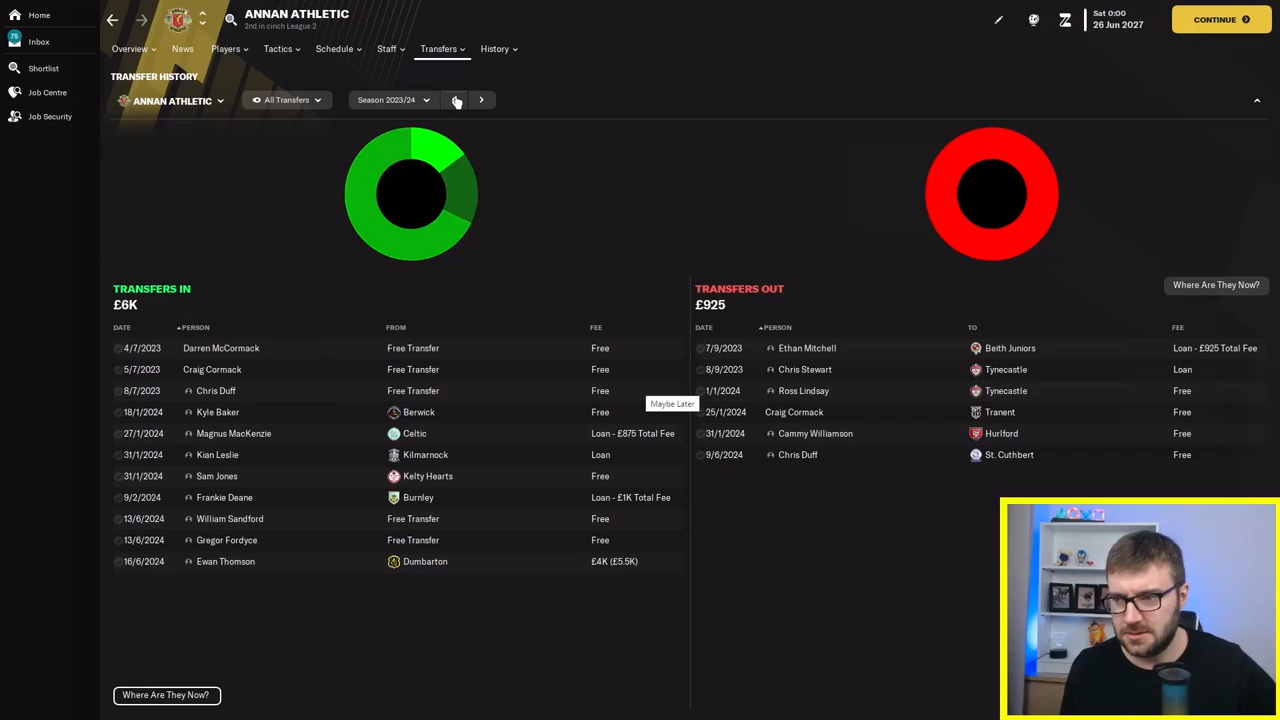 Home
75
Inbox
Shortlist
Job Centre
Job Security
ANNAN ATHLETIC
2nd in cinch League 2
Sat 0:00
26 Jun 2027
CONTINUE
Overview
News
Players
Tactics
Schedule
Staff
Transfers
History
TRANSFER HISTORY
ANNAN ATHLETIC
All Transfers
Season 2023/24
TRANSFERS IN
£6K
DATE PERSON FROM FEE
4/7/2023 Darren McCormack Free Transfer Free
5/7/2023 Craig Cormack Free Transfer Free
8/7/2023 Chris Duff Free Transfer Free
18/1/2024 Kyle Baker Berwick Free
27/1/2024 Magnus MacKenzie Celtic Loan - £875 Total Fee
31/1/2024 Kian Leslie Kilmarnock Loan
31/1/2024 Sam Jones Kelty Hearts Free
9/2/2024 Frankie Deane Burnley Loan - £1K Total Fee
13/6/2024 William Sandford Free Transfer Free
13/6/2024 Gregor Fordyce Free Transfer Free
16/6/2024 Ewan Thomson Dumbarton £4K (£5.5K)
Where Are They Now?
Maybe Later
TRANSFERS OUT
£925
Where Are They Now?
DATE PERSON TO FEE
7/9/2023 Ethan Mitchell Beith Juniors Loan - £925 Total Fee
8/9/2023 Chris Stewart Tynecastle Loan
1/1/2024 Ross Lindsay Tynecastle Free
25/1/2024 Craig Cormack Tranent Free
31/1/2024 Cammy Williamson Hurlford Free
9/6/2024 Chris Duff St. Cuthbert Free